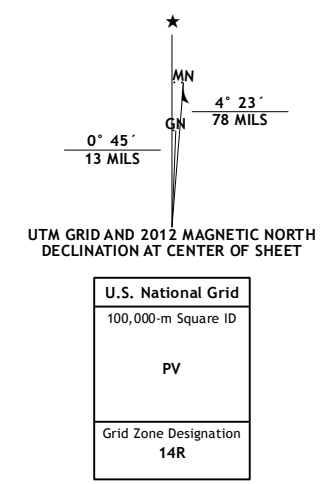 ★
MN
4° 23´
78 MILS
GN
0° 45´
13 MILS
UTM GRID AND 2012 MAGNETIC NORTH
DECLINATION AT CENTER OF SHEET
U.S. National Grid
100,000-m Square ID
PV
Grid Zone Designation
14R